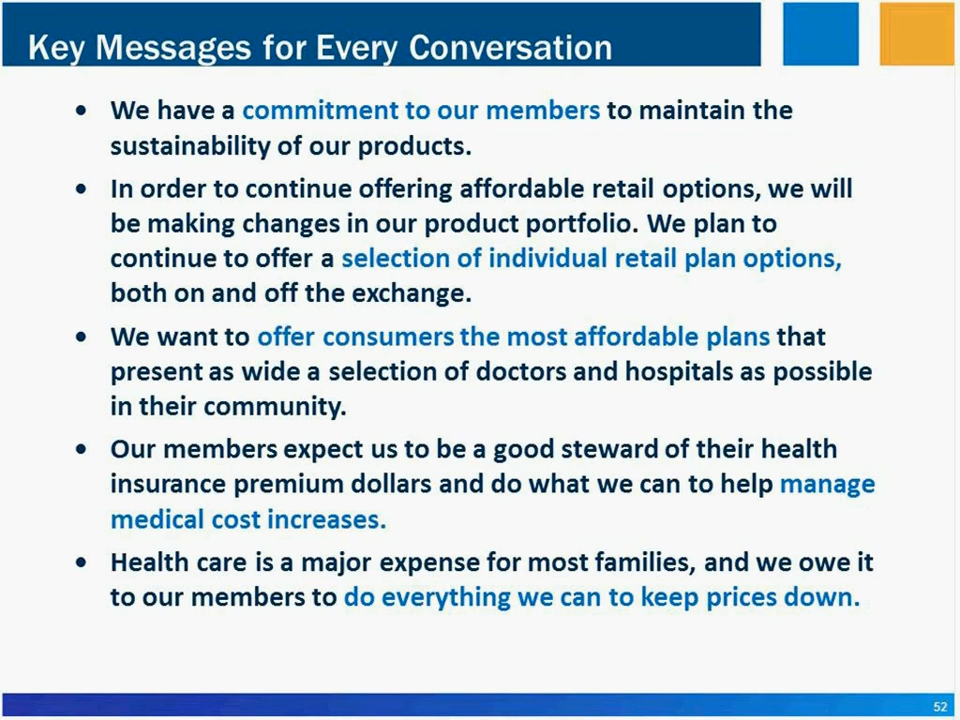 Key Messages for Every Conversation
• We have a commitment to our members to maintain the
sustainability of our products.
• In order to continue offering affordable retail options, we will
be making changes in our product portfolio. We plan to
continue to offer a selection of individual retail plan options,
both on and off the exchange.
• We want to offer consumers the most affordable plans that
present as wide a selection of doctors and hospitals as possible
in their community.
• Our members expect us to be a good steward of their health
insurance premium dollars and do what we can to help manage
medical cost increases.
• Health care is a major expense for most families, and we owe it
to our members to do everything we can to keep prices down.
52